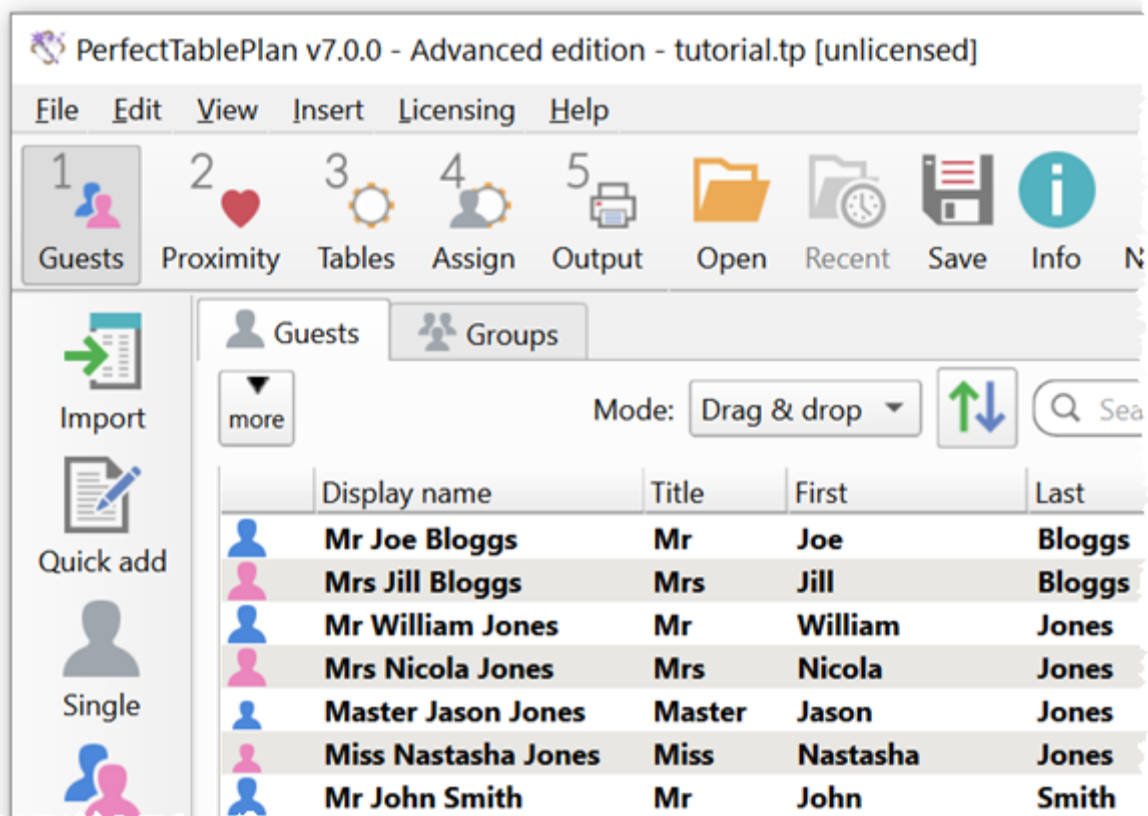 PerfectTablePlan v7.0.0 - Advanced edition - tutorial.tp [unlicensed]
File Edit View Insert Licensing Help
1 2 3 4 5
Guests Proximity Tables Assign Output Open Recent Save Info
Import
Quick add
Single
Guests Groups
more Mode: Drag & drop
Display name Title First Last
Mr Joe Bloggs Mr Joe Bloggs
Mrs Jill Bloggs Mrs Jill Bloggs
Mr William Jones Mr William Jones
Mrs Nicola Jones Mrs Nicola Jones
Master Jason Jones Master Jason Jones
Miss Nastasha Jones Miss Nastasha Jones
Mr John Smith Mr John Smith